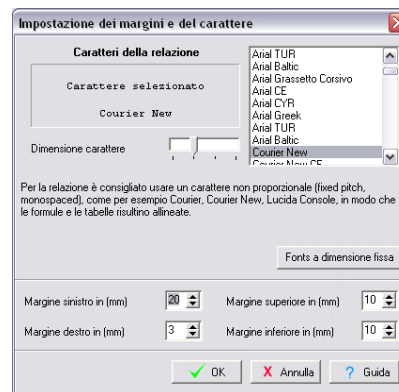 Impostazione dei margini e del carattere
Caratteri della relazione
Carattere selezionato
Courier New
Dimensione carattere
Arial TUR
Arial Baltic
Arial Grassetto Corsivo
Arial CE
Arial CYR
Arial Greek
Arial TUR
Arial Baltic
Courier New
Courier New CE
Per la relazione è consigliato usare un carattere non proporzionale (fixed pitch,
monospaced), come per esempio Courier, Courier New, Lucida Console, in modo che
le formule e le tabelle risultino allineate.
Fonts a dimensione fissa
Margine sinistro in (mm) 20 Margine superiore in (mm) 10
Margine destro in (mm) 3 Margine inferiore in (mm) 10
OK Annulla ? Guida